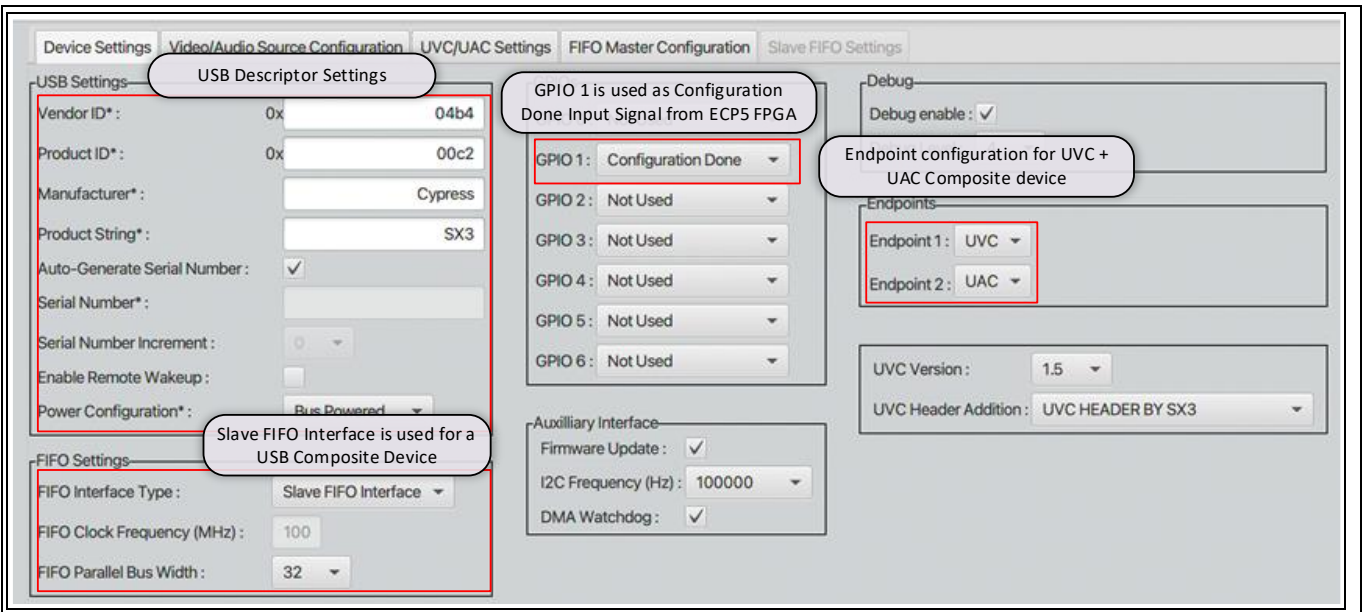 Device Settings Video/Audio Source Configuration UVC/UAC Settings FIFO Master Configuration Slave FIFO Settings
USB Settings
USB Descriptor Settings
Vendor ID* : 0x 04b4
Product ID* : 0x 00c2
Manufacturer* : Cypress
Product String* : SX3
Auto-Generate Serial Number :
Serial Number* :
Serial Number Increment : 0
Enable Remote Wakeup :
Power Configuration* : Bus Powered
Slave FIFO Interface is used for a
USB Composite Device
FIFO Settings
FIFO Interface Type : Slave FIFO Interface
FIFO Clock Frequency (MHz) : 100
FIFO Parallel Bus Width : 32
GPIO 1 is used as Configuration
Done Input Signal from ECP5 FPGA
GPIO 1 : Configuration Done
GPIO 2 : Not Used
GPIO 3 : Not Used
GPIO 4 : Not Used
GPIO 5 : Not Used
GPIO 6 : Not Used
Auxilliary Interface
Firmware Update :
I2C Frequency (Hz) : 100000
DMA Watchdog :
Debug
Debug enable :
Endpoint configuration for UVC +
UAC Composite device
Endpoints
Endpoint 1 : UVC
Endpoint 2 : UAC
UVC Version : 1.5
UVC Header Addition : UVC HEADER BY SX3